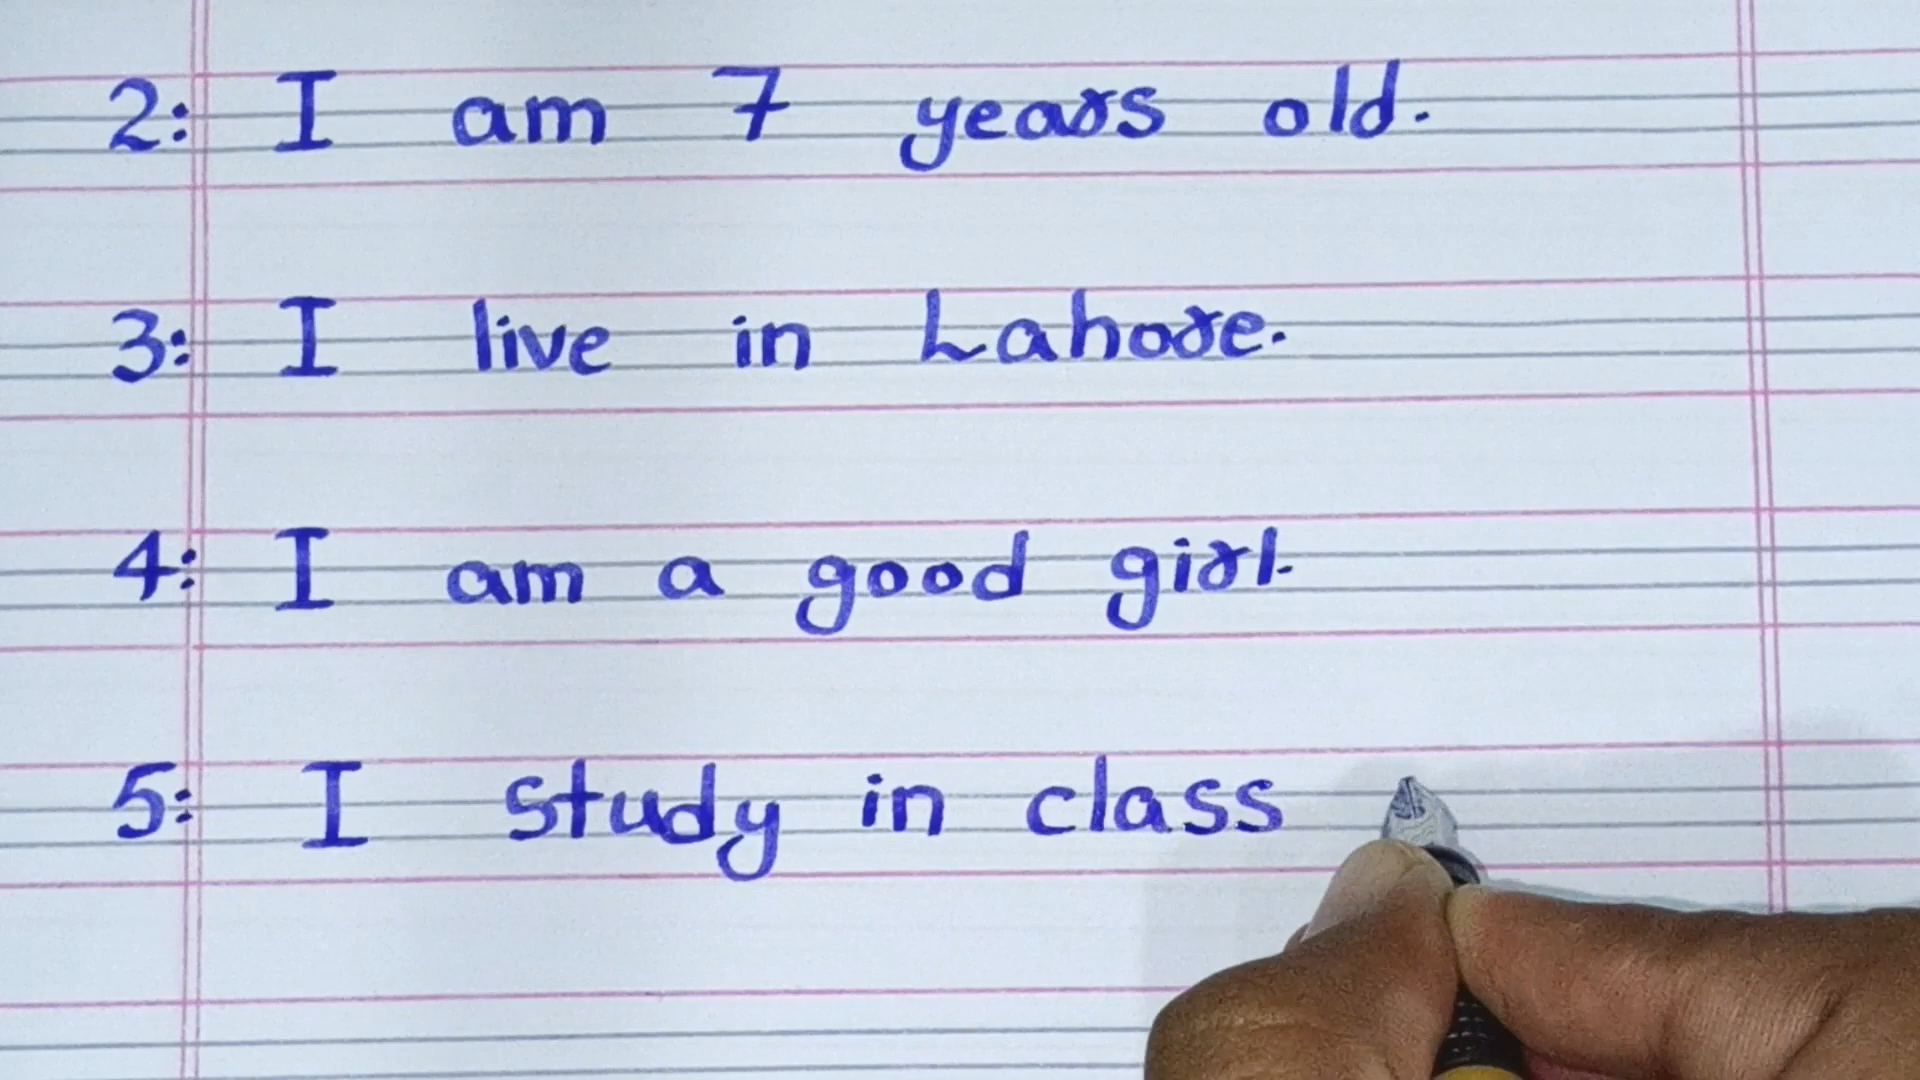 2: I am 7 years old.
3: I live in Lahore.
4: I am a good girl.
5: I study in class